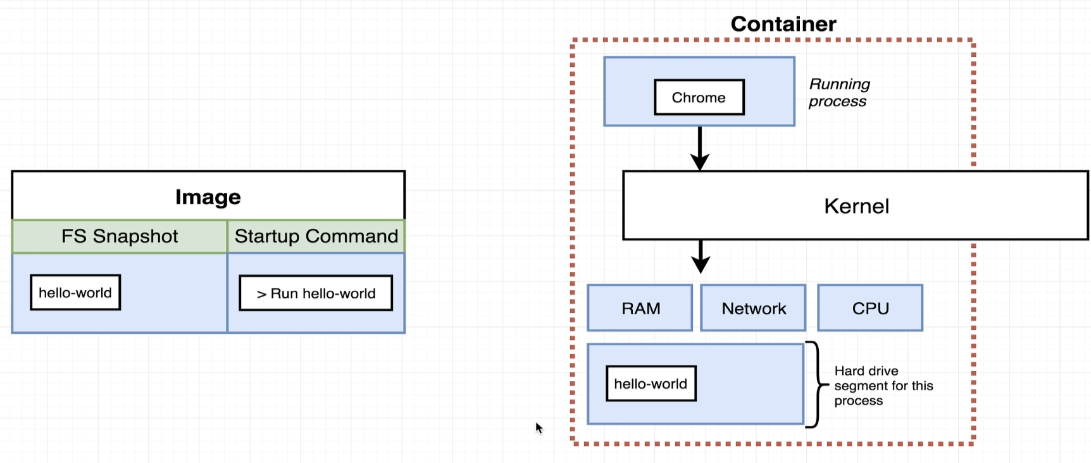 Image
FS Snapshot
Startup Command
hello-world
> Run hello-world
Container
Chrome
Running
process
Kernel
RAM
Network
CPU
hello-world
Hard drive
segment for this
process